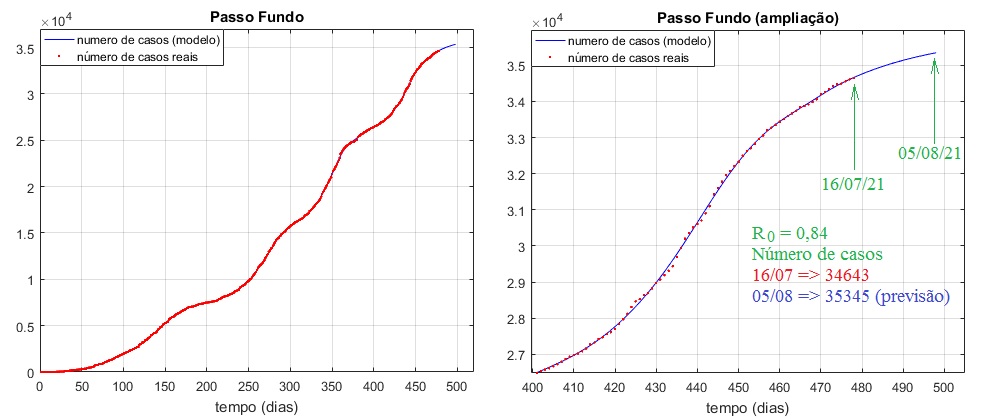 Passo Fundo
×10⁴
numero de casos (modelo)
número de casos reais
3.5
3
2.5
2
1.5
1
0.5
0
0 50 100 150 200 250 300 350 400 450 500
tempo (dias)
Passo Fundo (ampliação)
×10⁴
numero de casos (modelo)
número de casos reais
3.5
3.4
3.3
3.2
3.1
3
2.9
2.8
2.7
400 410 420 430 440 450 460 470 480 490 500
tempo (dias)
05/08/21
16/07/21
R₀ = 0,84
Número de casos
16/07 => 34643
05/08 => 35345 (previsão)